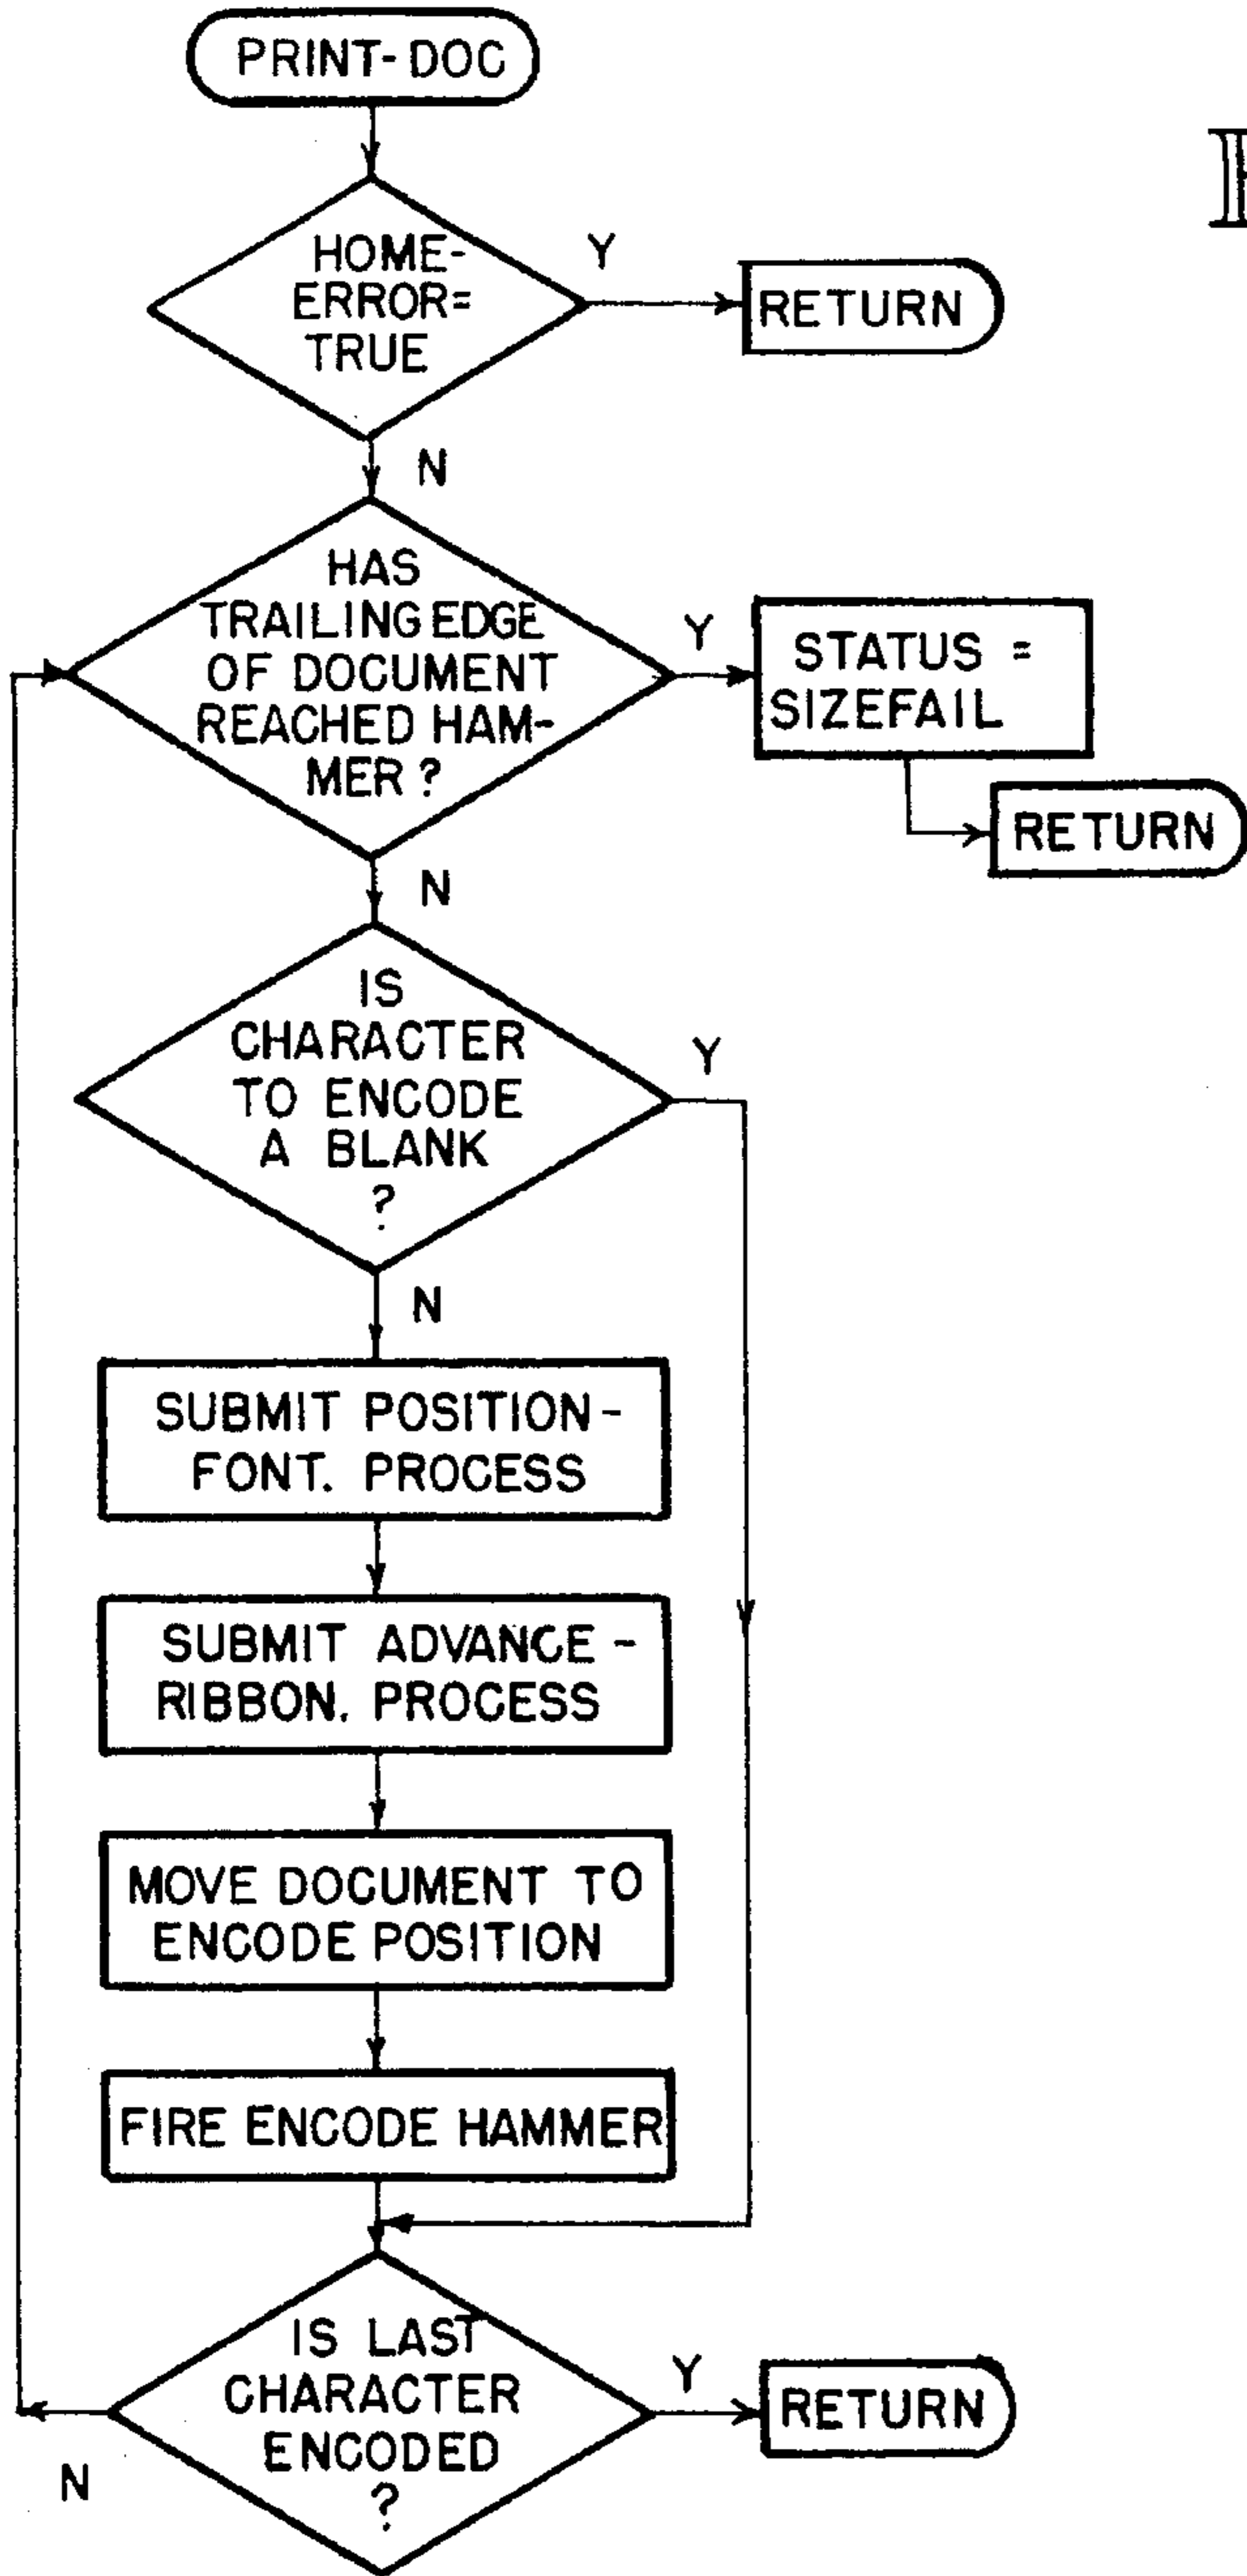 PRINT-DOC
HOME-
ERROR=
TRUE
Y
RETURN
N
HAS
TRAILING EDGE
OF DOCUMENT
REACHED HAM-
MER ?
Y
STATUS =
SIZEFAIL
RETURN
N
IS
CHARACTER
TO ENCODE
A BLANK
?
Y
N
SUBMIT POSITION-
FONT. PROCESS
SUBMIT ADVANCE-
RIBBON. PROCESS
MOVE DOCUMENT TO
ENCODE POSITION
FIRE ENCODE HAMMER
IS LAST
CHARACTER
ENCODED
?
Y
RETURN
N